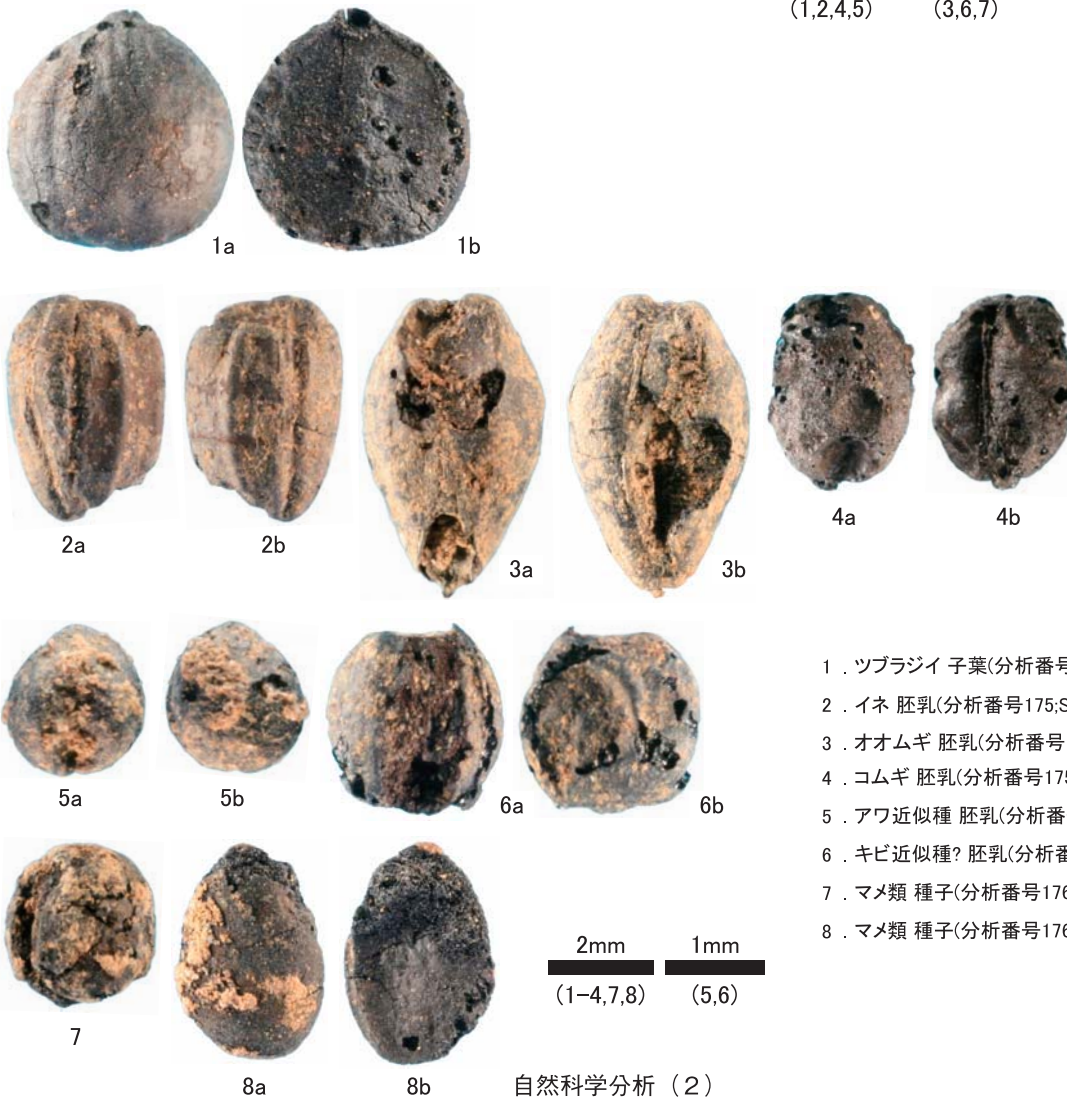 (1,2,4,5) (3,6,7)
1a 1b
2a 2b 3a 3b 4a 4b
5a 5b 6a 6b
1 . ツブラジイ 子葉(分析番号
2 . イネ 胚乳(分析番号175;S
3 . オオムギ 胚乳(分析番号
4 . コムギ 胚乳(分析番号175
5 . アワ近似種 胚乳(分析番
6 . キビ近似種? 胚乳(分析番
7 . マメ類 種子(分析番号176
8 . マメ類 種子(分析番号176
2mm 1mm
(1-4,7,8) (5,6)
7 8a 8b
自然科学分析（2）